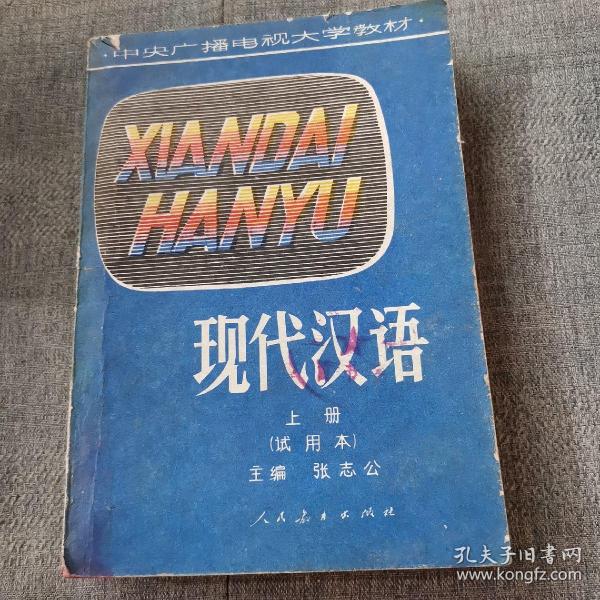 ·中央广播电视大学教材·
XIANDAI
HANYU
现代汉语
上册
(试用本)
主编 张志公
人民教育出版社
孔夫子旧书网
www.kongfz.com